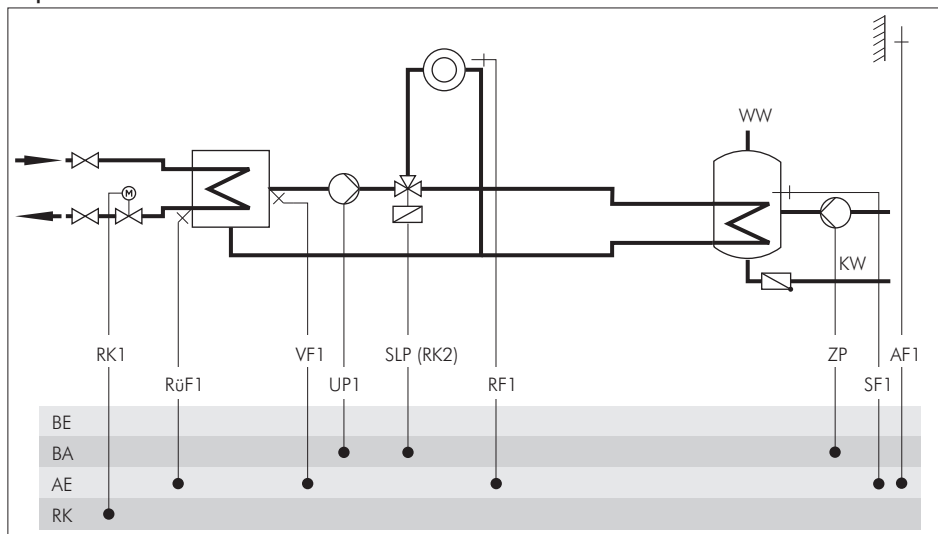 WW
M
KW
RK1 VF1 SLP (RK2) ZP AF1
RüF1 UP1 RF1 SF1
BE
BA
AE
RK